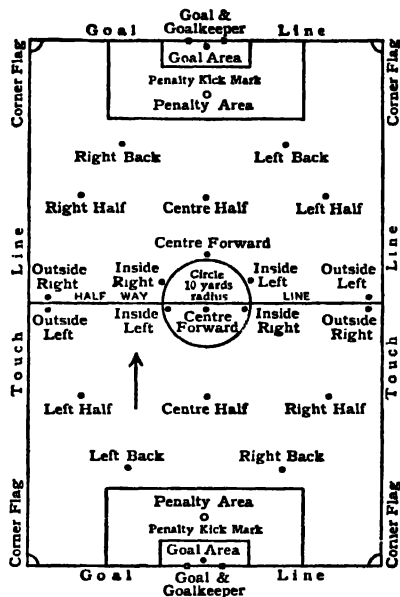 Goal &
Goalkeeper
Goal Line
Corner Flag
Corner Flag
Goal Area
Penalty Kick Mark
Penalty Area
Right Back Left Back
Right Half Centre Half Left Half
Touch Line
Touch Line
Centre Forward
Outside
Right
Inside
Right
Circle
10 yards
radius
Inside
Left
Outside
Left
HALF WAY LINE
Outside
Left
Inside
Left
Centre
Forward
Inside
Right
Outside
Right
Left Half Centre Half Right Half
Left Back Right Back
Penalty Area
Penalty Kick Mark
Goal Area
Corner Flag
Corner Flag
Goal Line
Goal &
Goalkeeper